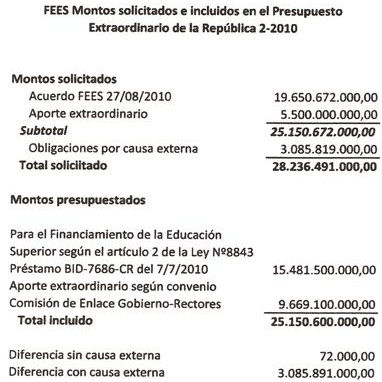 FEES Montos solicitados e incluidos en el Presupuesto
Extraordinario de la República 2-2010
Montos solicitados
Acuerdo FEES 27/08/2010 19.650.672.000,00
Aporte extraordinario 5.500.000.000,00
Subtotal 25.150.672.000,00
Obligaciones por causa externa 3.085.819.000,00
Total soliciitado 28.236.491.000,00
Montos presupuestados
Para el Financiamiento de la Educación
Superior según el artículo 2 de la Ley Nº8843
Préstamo BID-7686-CR del 7/7/2010 15.481.500.000,00
Aporte extraordinario según convenio
Comisión de Enlace Gobierno-Rectores 9.669.100.000,00
Total incluido 25.150.600.000,00
Diferencia sin causa externa 72.000,00
Diferencia con causa externa 3.085.891.000,00